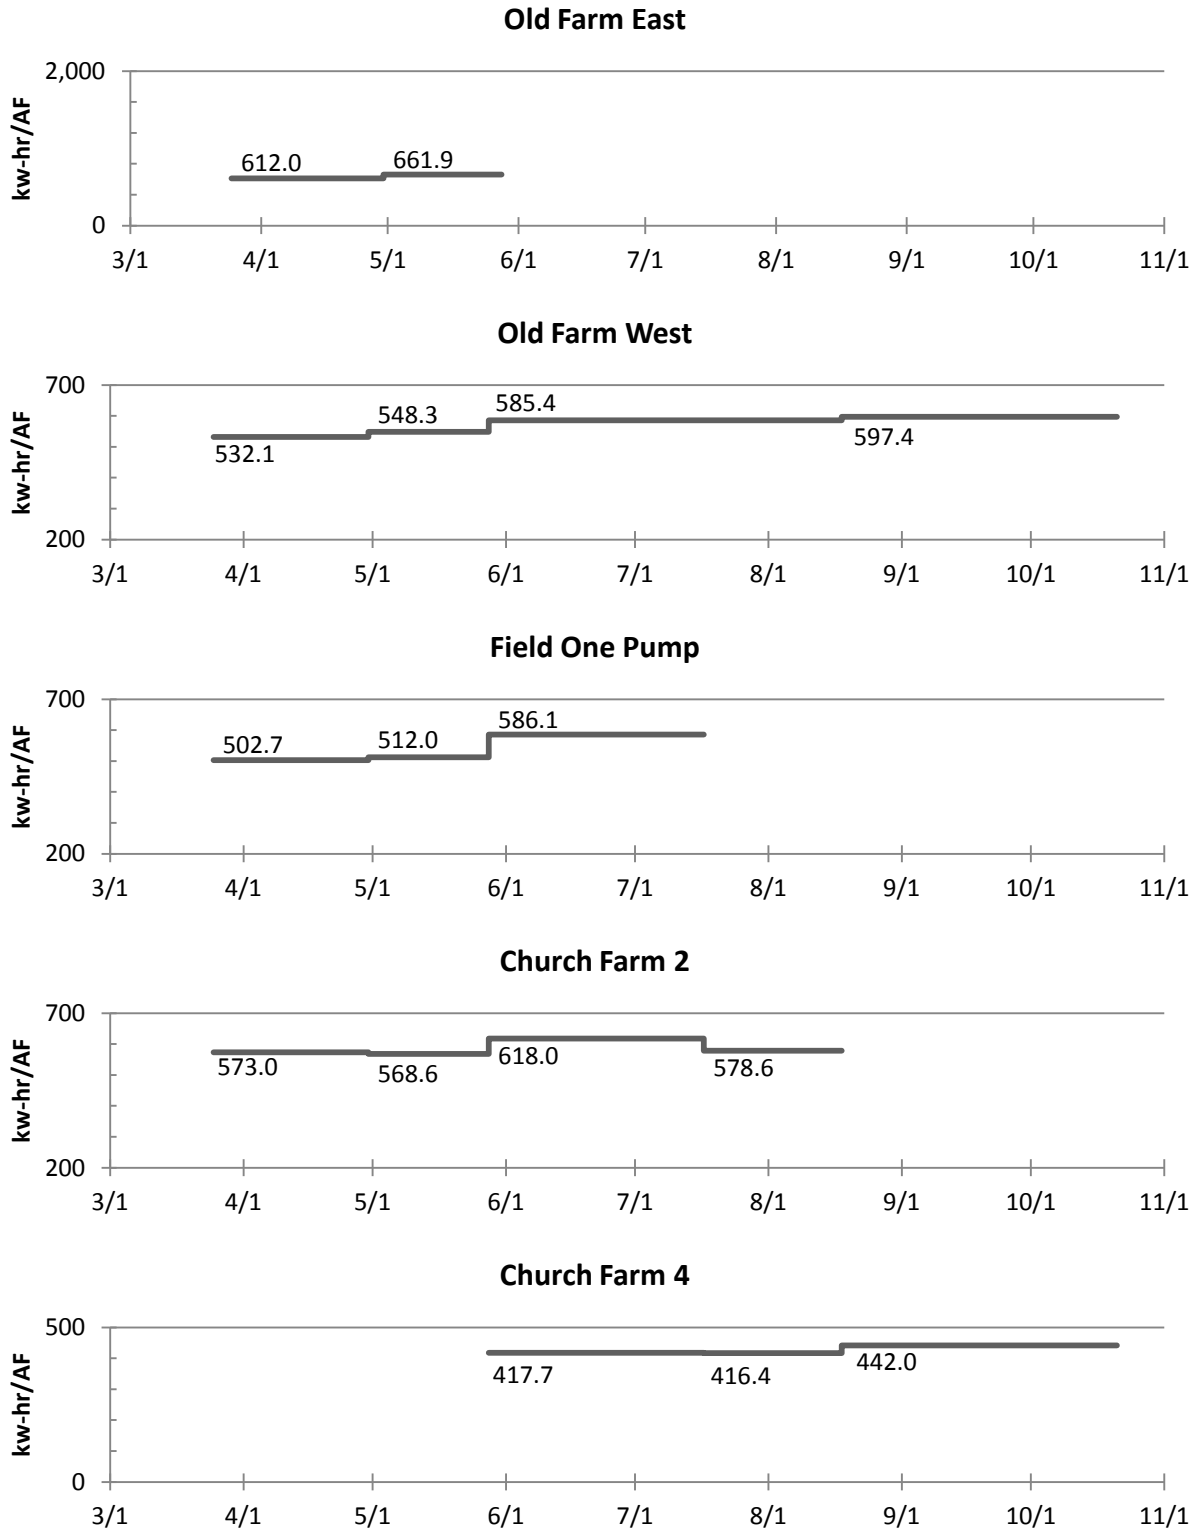 Old Farm East
kw-hr/AF
2,000
0
612.0
661.9
3/1 4/1 5/1 6/1 7/1 8/1 9/1 10/1 11/1
Old Farm West
kw-hr/AF
700
200
532.1
548.3
585.4
597.4
3/1 4/1 5/1 6/1 7/1 8/1 9/1 10/1 11/1
Field One Pump
kw-hr/AF
700
200
502.7
512.0
586.1
3/1 4/1 5/1 6/1 7/1 8/1 9/1 10/1 11/1
Church Farm 2
kw-hr/AF
700
200
573.0
568.6
618.0
578.6
3/1 4/1 5/1 6/1 7/1 8/1 9/1 10/1 11/1
Church Farm 4
kw-hr/AF
500
0
417.7
416.4
442.0
3/1 4/1 5/1 6/1 7/1 8/1 9/1 10/1 11/1